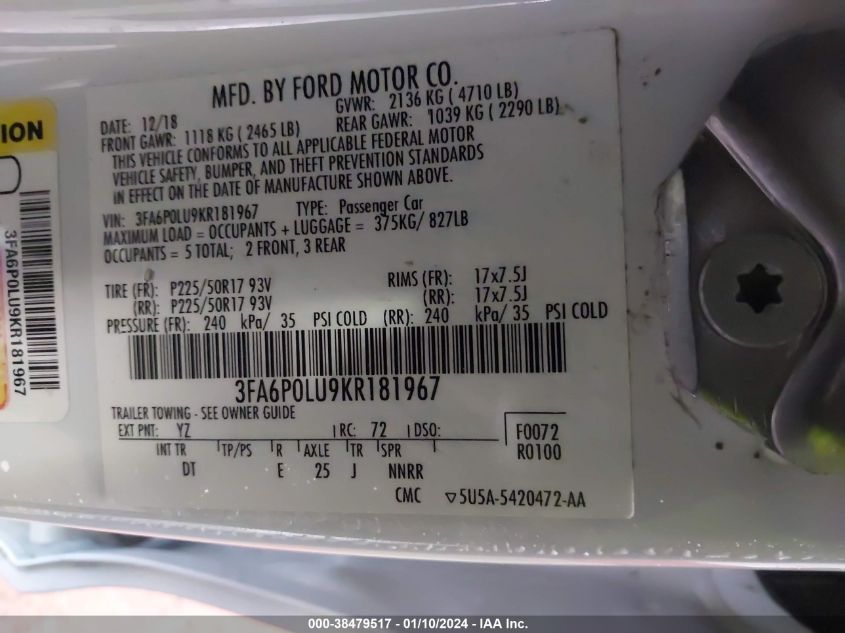 MFD. BY FORD MOTOR CO.
DATE: 12/18 GVWR: 2136 KG ( 4710 LB)
FRONT GAWR: 1118 KG ( 2465 LB) REAR GAWR: 1039 KG ( 2290 LB)
THIS VEHICLE CONFORMS TO ALL APPLICABLE FEDERAL MOTOR
VEHICLE SAFETY, BUMPER, AND THEFT PREVENTION STANDARDS
IN EFFECT ON THE DATE OF MANUFACTURE SHOWN ABOVE.
VIN: 3FA6P0LU9KR181967 TYPE: Passenger Car
MAXIMUM LOAD = OCCUPANTS + LUGGAGE = 375KG/ 827LB
OCCUPANTS = 5 TOTAL; 2 FRONT, 3 REAR
TIRE (FR): P225/50R17 93V RIMS (FR): 17x7.5J
(RR): P225/50R17 93V (RR): 17x7.5J
PRESSURE (FR): 240 kPa/ 35 PSI COLD (RR): 240 kPa/ 35 PSI COLD
3FA6P0LU9KR181967
TRAILER TOWING - SEE OWNER GUIDE
EXT PNT: YZ RC: 72 DSO: F0072
R0100
INT TR TP/PS R AXLE TR SPR
DT E 25 J NNRR
CMC ▽5U5A-5420472-AA
ION
3FA6P0LU9KR181967
000-38479517 - 01/10/2024 - IAA Inc.